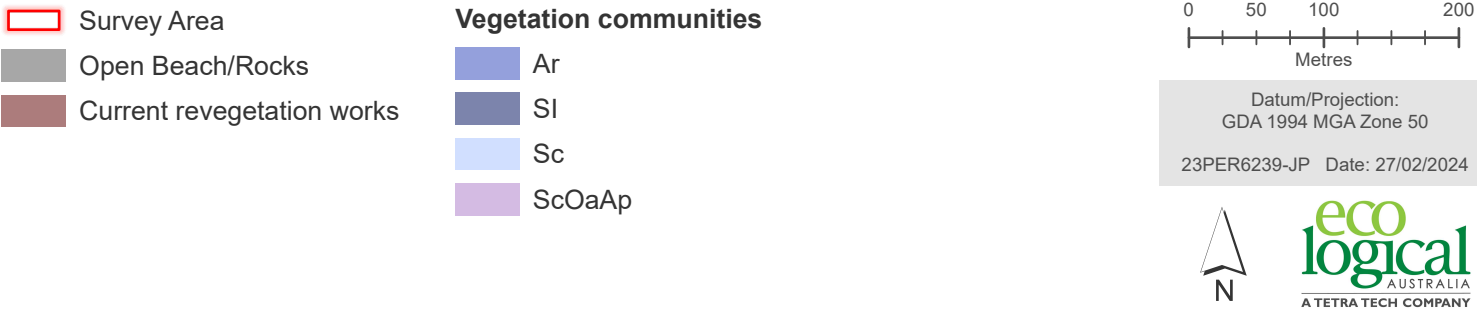 Survey Area
Open Beach/Rocks
Current revegetation works
Vegetation communities
Ar
SI
Sc
ScOaAp
0 50 100 200
Metres
Datum/Projection:
GDA 1994 MGA Zone 50
23PER6239-JP Date: 27/02/2024
N
eco
logical
AUSTRALIA
A TETRA TECH COMPANY